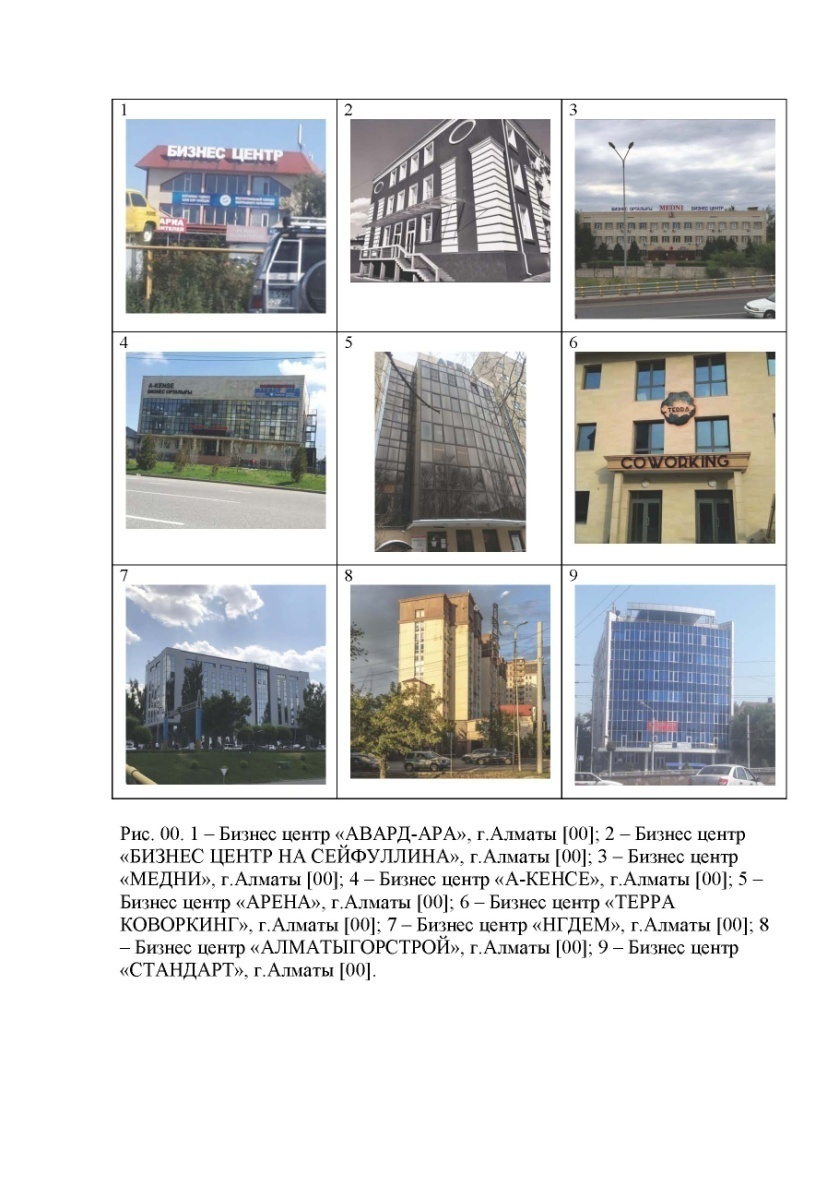 1
БИЗНЕС ЦЕНТР
2
3
БИЗНЕС ОРТАЛЫҒЫ MEDNI БИЗНЕС ЦЕНТР
4
A-KENSE
БИЗНЕС ОРТАЛЫҒЫ
5
6
TERRA
COWORKING
7
8
9
Рис. 00. 1 – Бизнес центр «АВАРД-АРА», г.Алматы [00]; 2 – Бизнес центр
«БИЗНЕС ЦЕНТР НА СЕЙФУЛЛИНА», г.Алматы [00]; 3 – Бизнес центр
«МЕДНИ», г.Алматы [00]; 4 – Бизнес центр «А-КЕНСЕ», г.Алматы [00]; 5 –
Бизнес центр «АРЕНА», г.Алматы [00]; 6 – Бизнес центр «ТЕРРА
КОВОРКИНГ», г.Алматы [00]; 7 – Бизнес центр «НГДЕМ», г.Алматы [00]; 8
– Бизнес центр «АЛМАТЫГОРСТРОЙ», г.Алматы [00]; 9 – Бизнес центр
«СТАНДАРТ», г.Алматы [00].